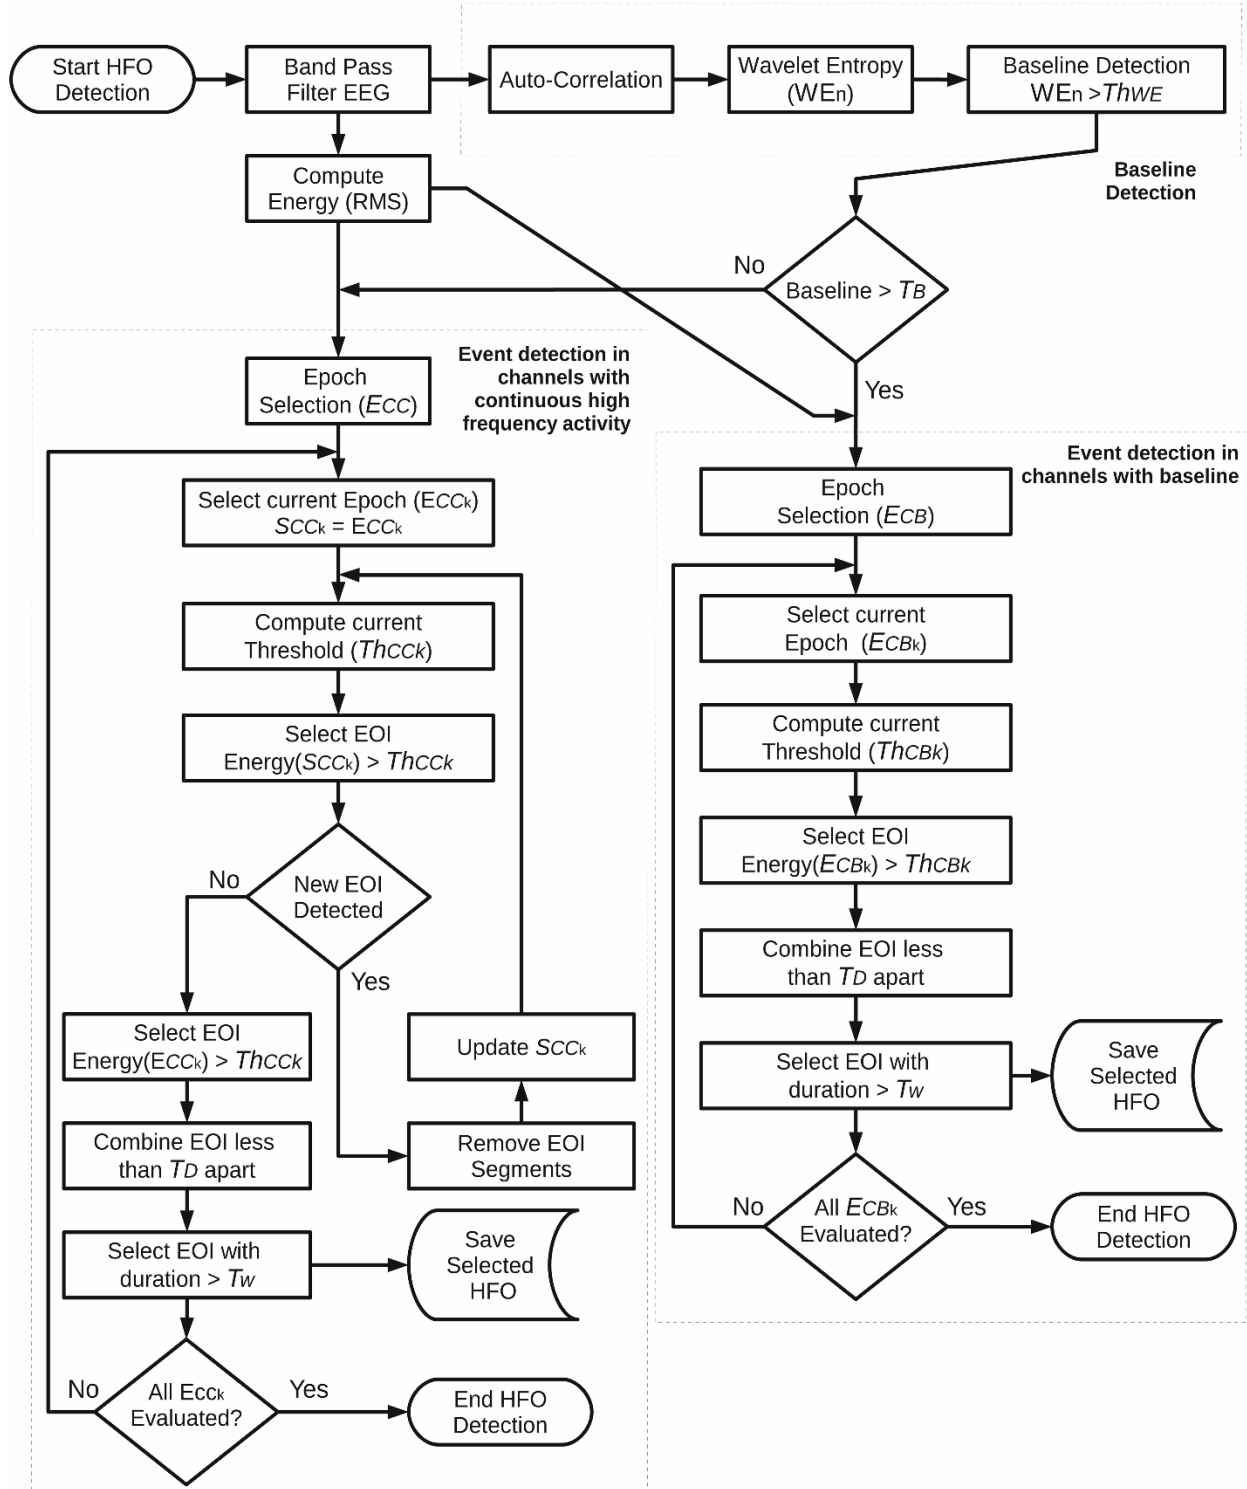 Start HFO
Detection
Band Pass
Filter EEG
Auto-Correlation
Wavelet Entropy
(WEn)
Baseline Detection
WEn >ThWE
Baseline
Detection
Compute
Energy (RMS)
No
Baseline > TB
Yes
Event detection in
channels with
continuous high
frequency activity
Epoch
Selection (ECC)
Select current Epoch (ECCk)
SCCk = ECCk
Compute current
Threshold (ThCCk)
Select EOI
Energy(SCCk) > ThCCk
No
New EOI
Detected
Yes
Select EOI
Energy(ECCk) > ThCCk
Update SCCk
Combine EOI less
than TD apart
Remove EOI
Segments
Select EOI with
duration > TW
Save
Selected
HFO
No
All Ecck
Evaluated?
Yes
End HFO
Detection
Event detection in
channels with baseline
Epoch
Selection (ECB)
Select current
Epoch (ECBk)
Compute current
Threshold (ThCBk)
Select EOI
Energy(ECBk) > ThCBk
Combine EOI less
than TD apart
Select EOI with
duration > TW
Save
Selected
HFO
No
All ECBk
Evaluated?
Yes
End HFO
Detection